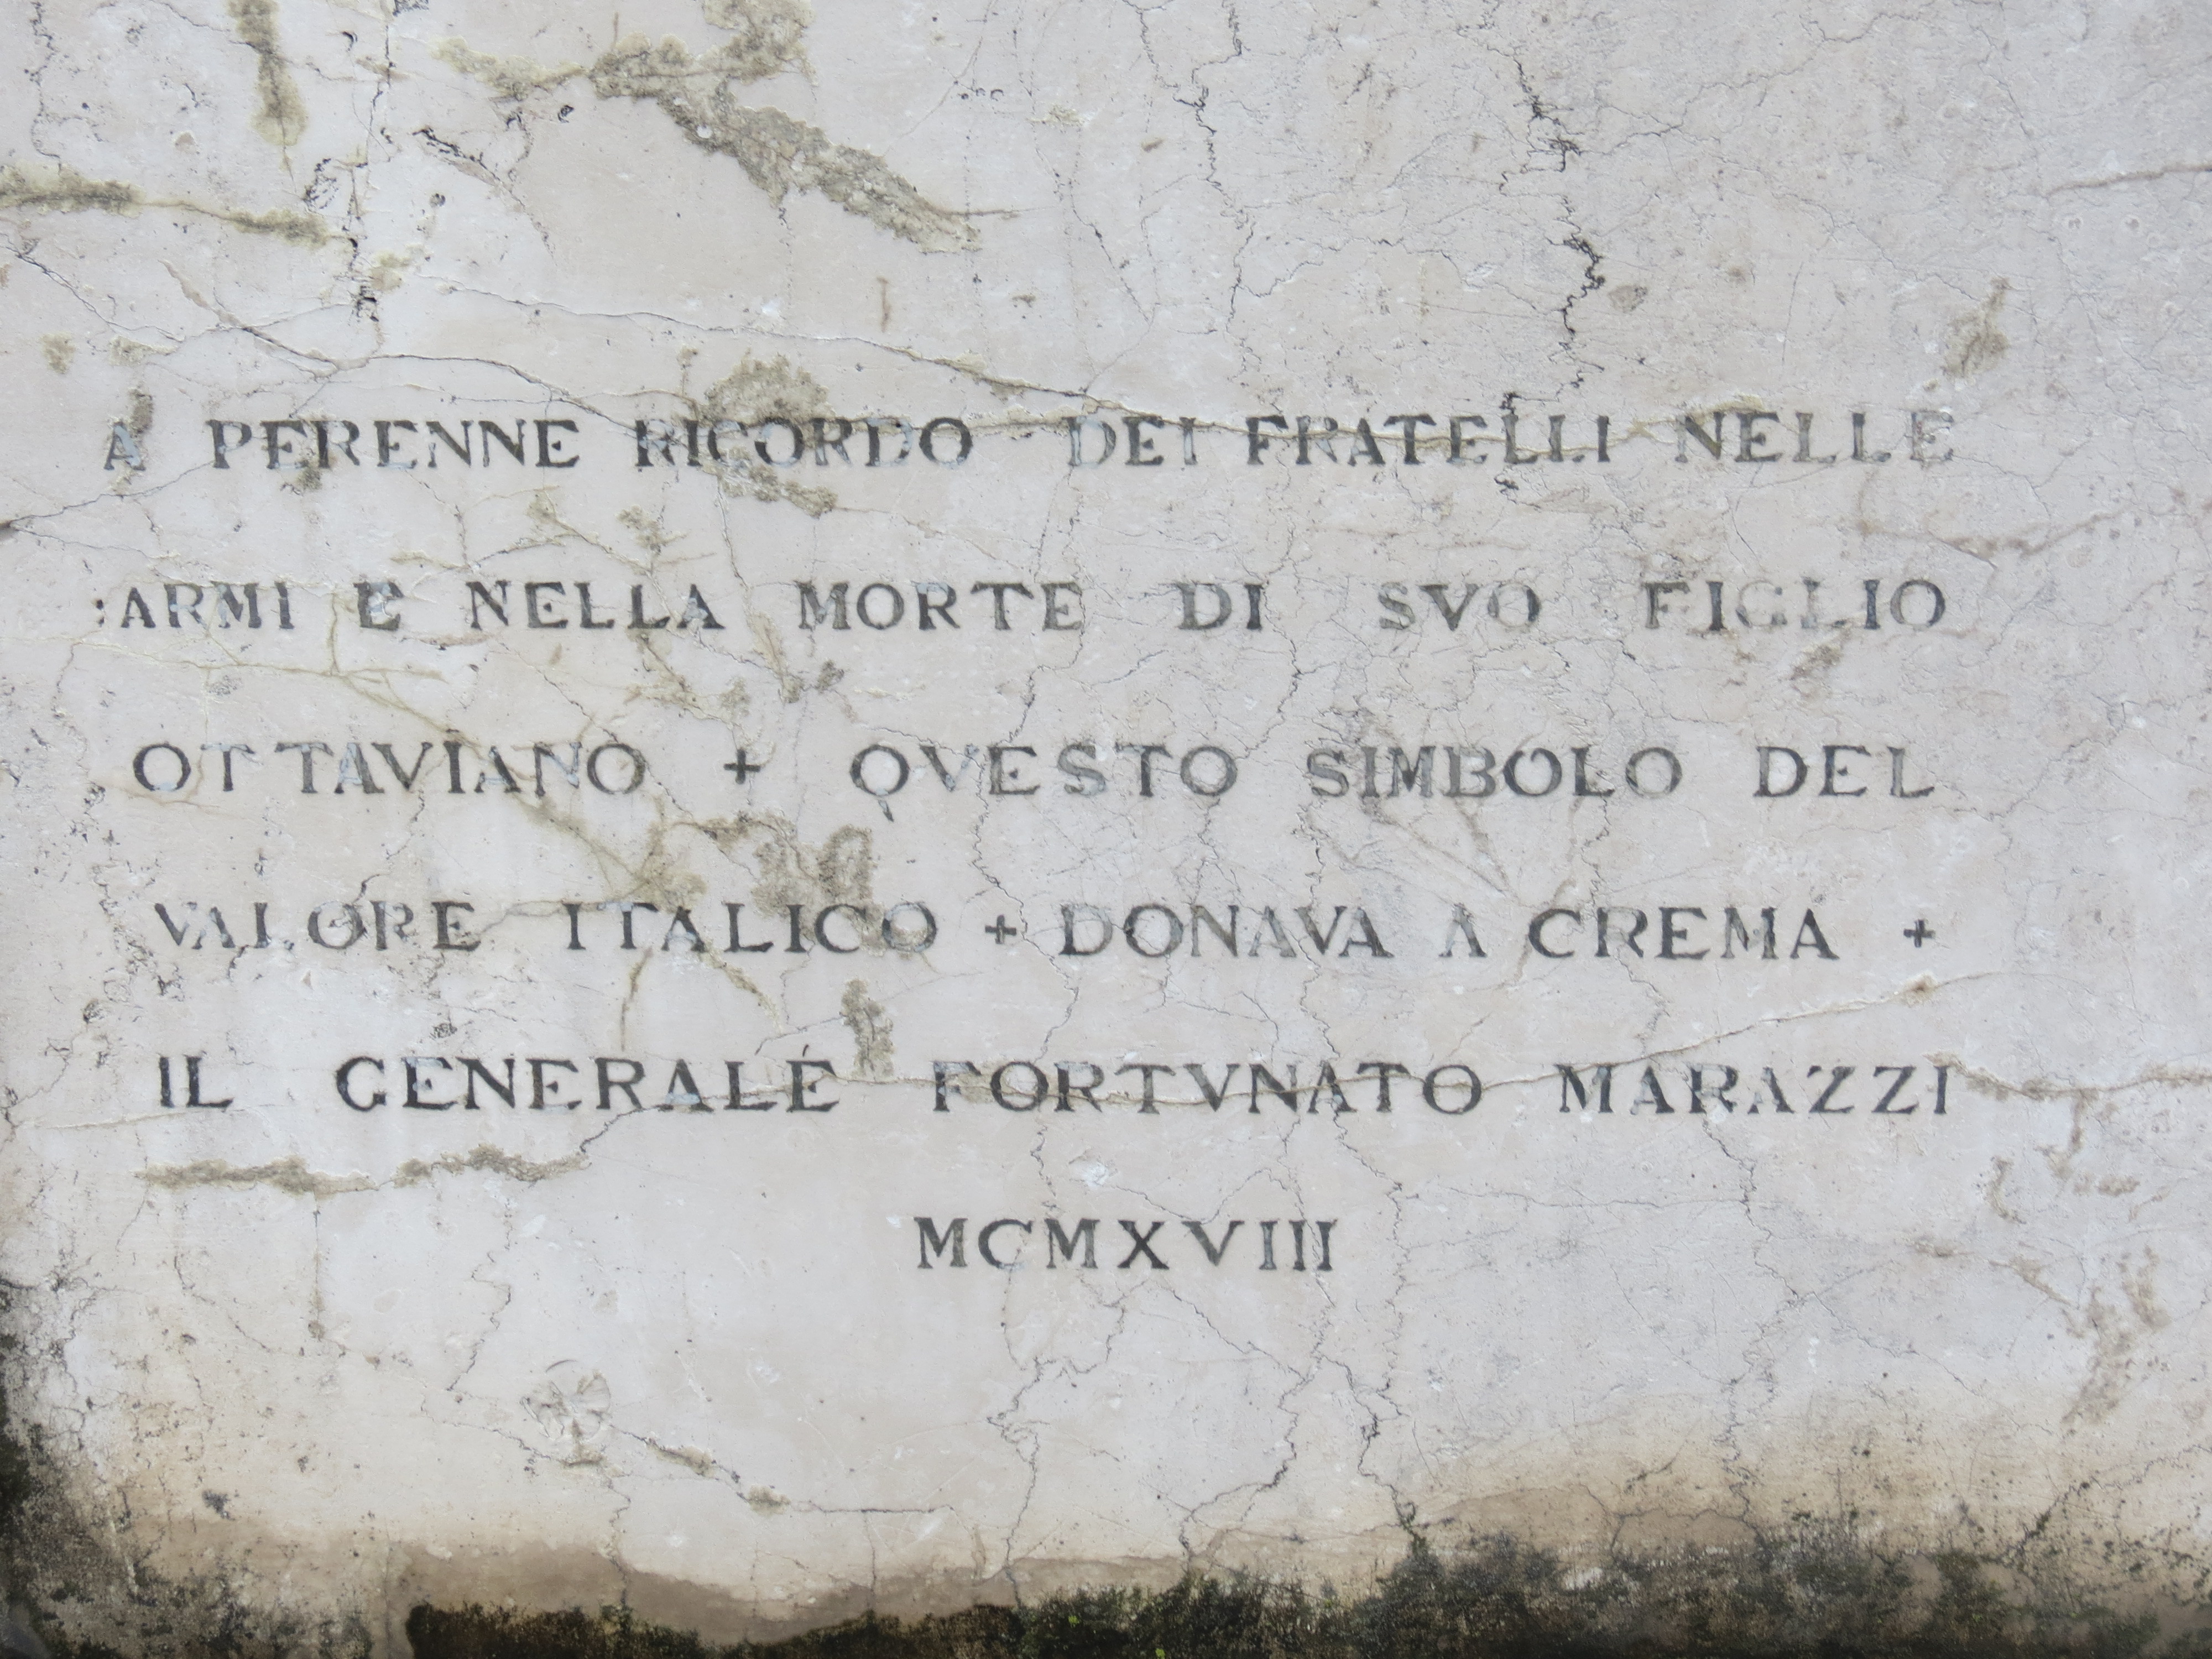 A PERENNE RICORDO DEI FRATELLI NELLE
:ARMI E NELLA MORTE DI SVO FIGLIO
OTTAVIANO + QVESTO SIMBOLO DEL
VALORE ITALICO + DONAVA A CREMA +
IL GENERALE FORTVNATO MARAZZI
MCMXVIII